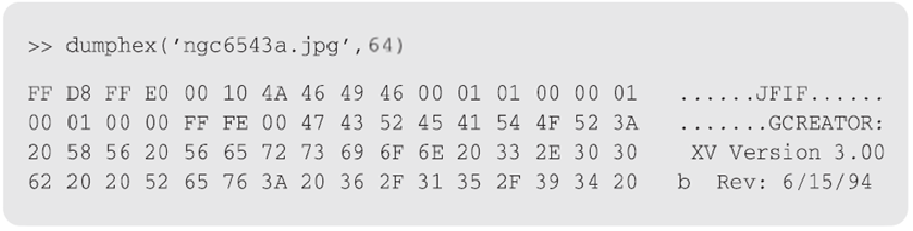 >> dumphex('ngc6543a.jpg',64)
FF D8 FF E0 00 10 4A 46 49 46 00 01 01 00 00 01 ......JFIF......
00 01 00 00 FF FE 00 47 43 52 45 41 54 4F 52 3A .......GCREATOR:
20 58 56 20 56 65 72 73 69 6F 6E 20 33 2E 30 30 XV Version 3.00
62 20 20 52 65 76 3A 20 36 2F 31 35 2F 39 34 20 b  Rev: 6/15/94